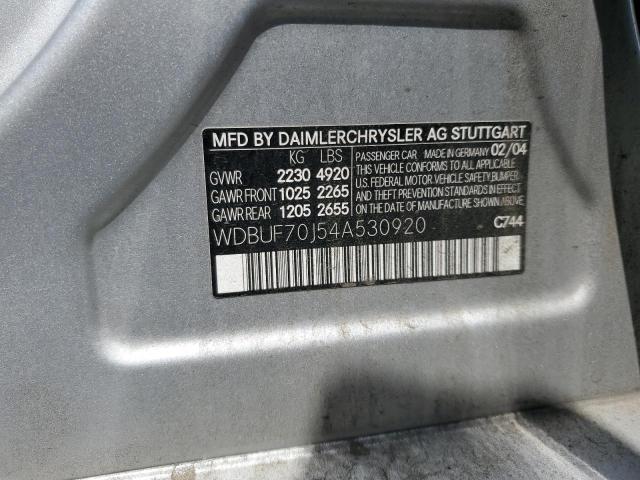 MFD BY DAIMLERCHRYSLER AG STUTTGART
KG LBS
GVWR 2230 4920
GAWR FRONT 1025 2265
GAWR REAR 1205 2655
PASSENGER CAR MADE IN GERMANY 02/04
THIS VEHICLE CONFORMS TO ALL APPLICABLE
U.S. FEDERAL MOTOR VEHICLE SAFETY, BUMPER
AND THEFT PREVENTION STANDARDS IN EFFECT
ON THE DATE OF MANUFACTURE SHOWN ABOVE.
WDBUF70J54A530920
C744